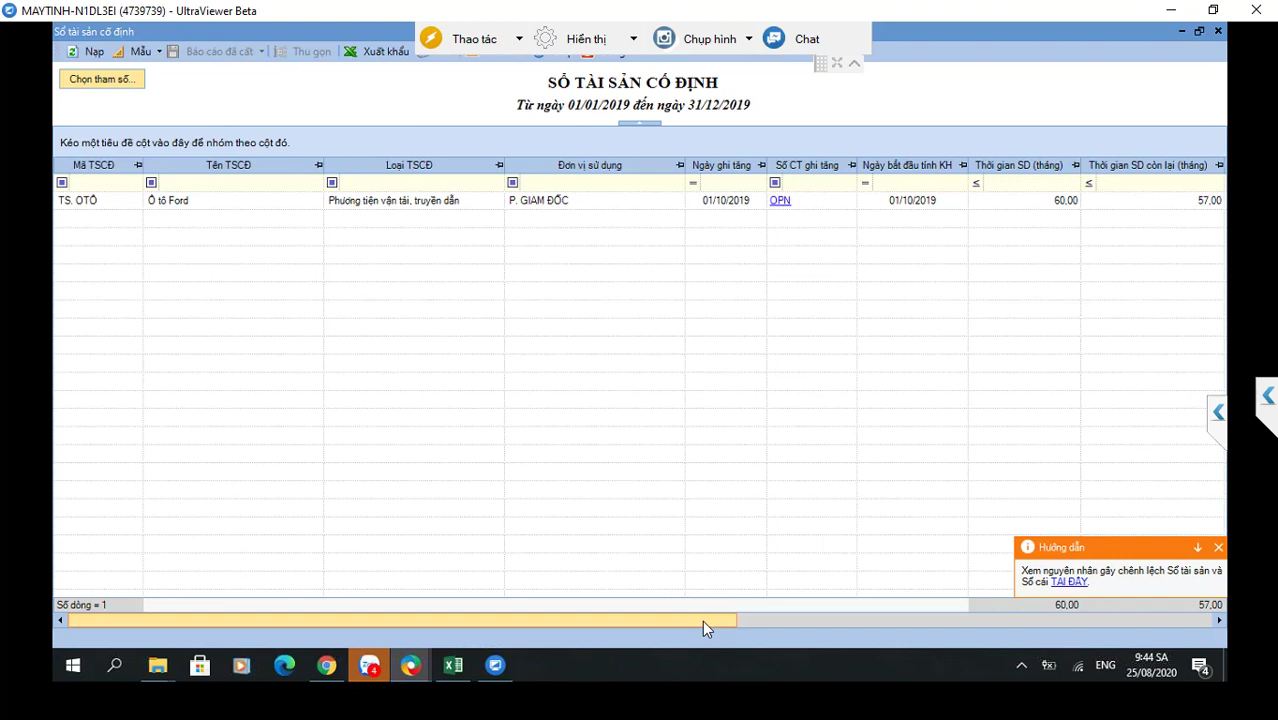 MAYTINH-N1DL3EI (4739739) - UltraViewer Beta
Sổ tài sản cố định
Thao tác
Hiển thị
Chụp hình
Chat
Nạp
Mẫu
Báo cáo đã cất
Thu gọn
Xuất khẩu
Chọn tham số...
SỔ TÀI SẢN CỐ ĐỊNH
Từ ngày 01/01/2019 đến ngày 31/12/2019
Kéo một tiêu đề cột vào đây để nhóm theo cột đó.
Mã TSCĐ Tên TSCĐ Loại TSCĐ Đơn vị sử dụng Ngày ghi tăng Số CT ghi tăng Ngày bắt đầu tính KH Thời gian SD (tháng) Thời gian SD còn lại (tháng)
= = ≤ ≤
TS. OTÔ Ô tô Ford Phương tiện vận tải, truyền dẫn P. GIAM ĐỐC 01/10/2019 OPN 01/10/2019 60,00 57,00
Hướng dẫn
Xem nguyên nhân gây chênh lệch Sổ tài sản và
Sổ cái TẠI ĐÂY.
Số dòng = 1 60,00 57,00
4
ENG
9:44 SA
25/08/2020
4